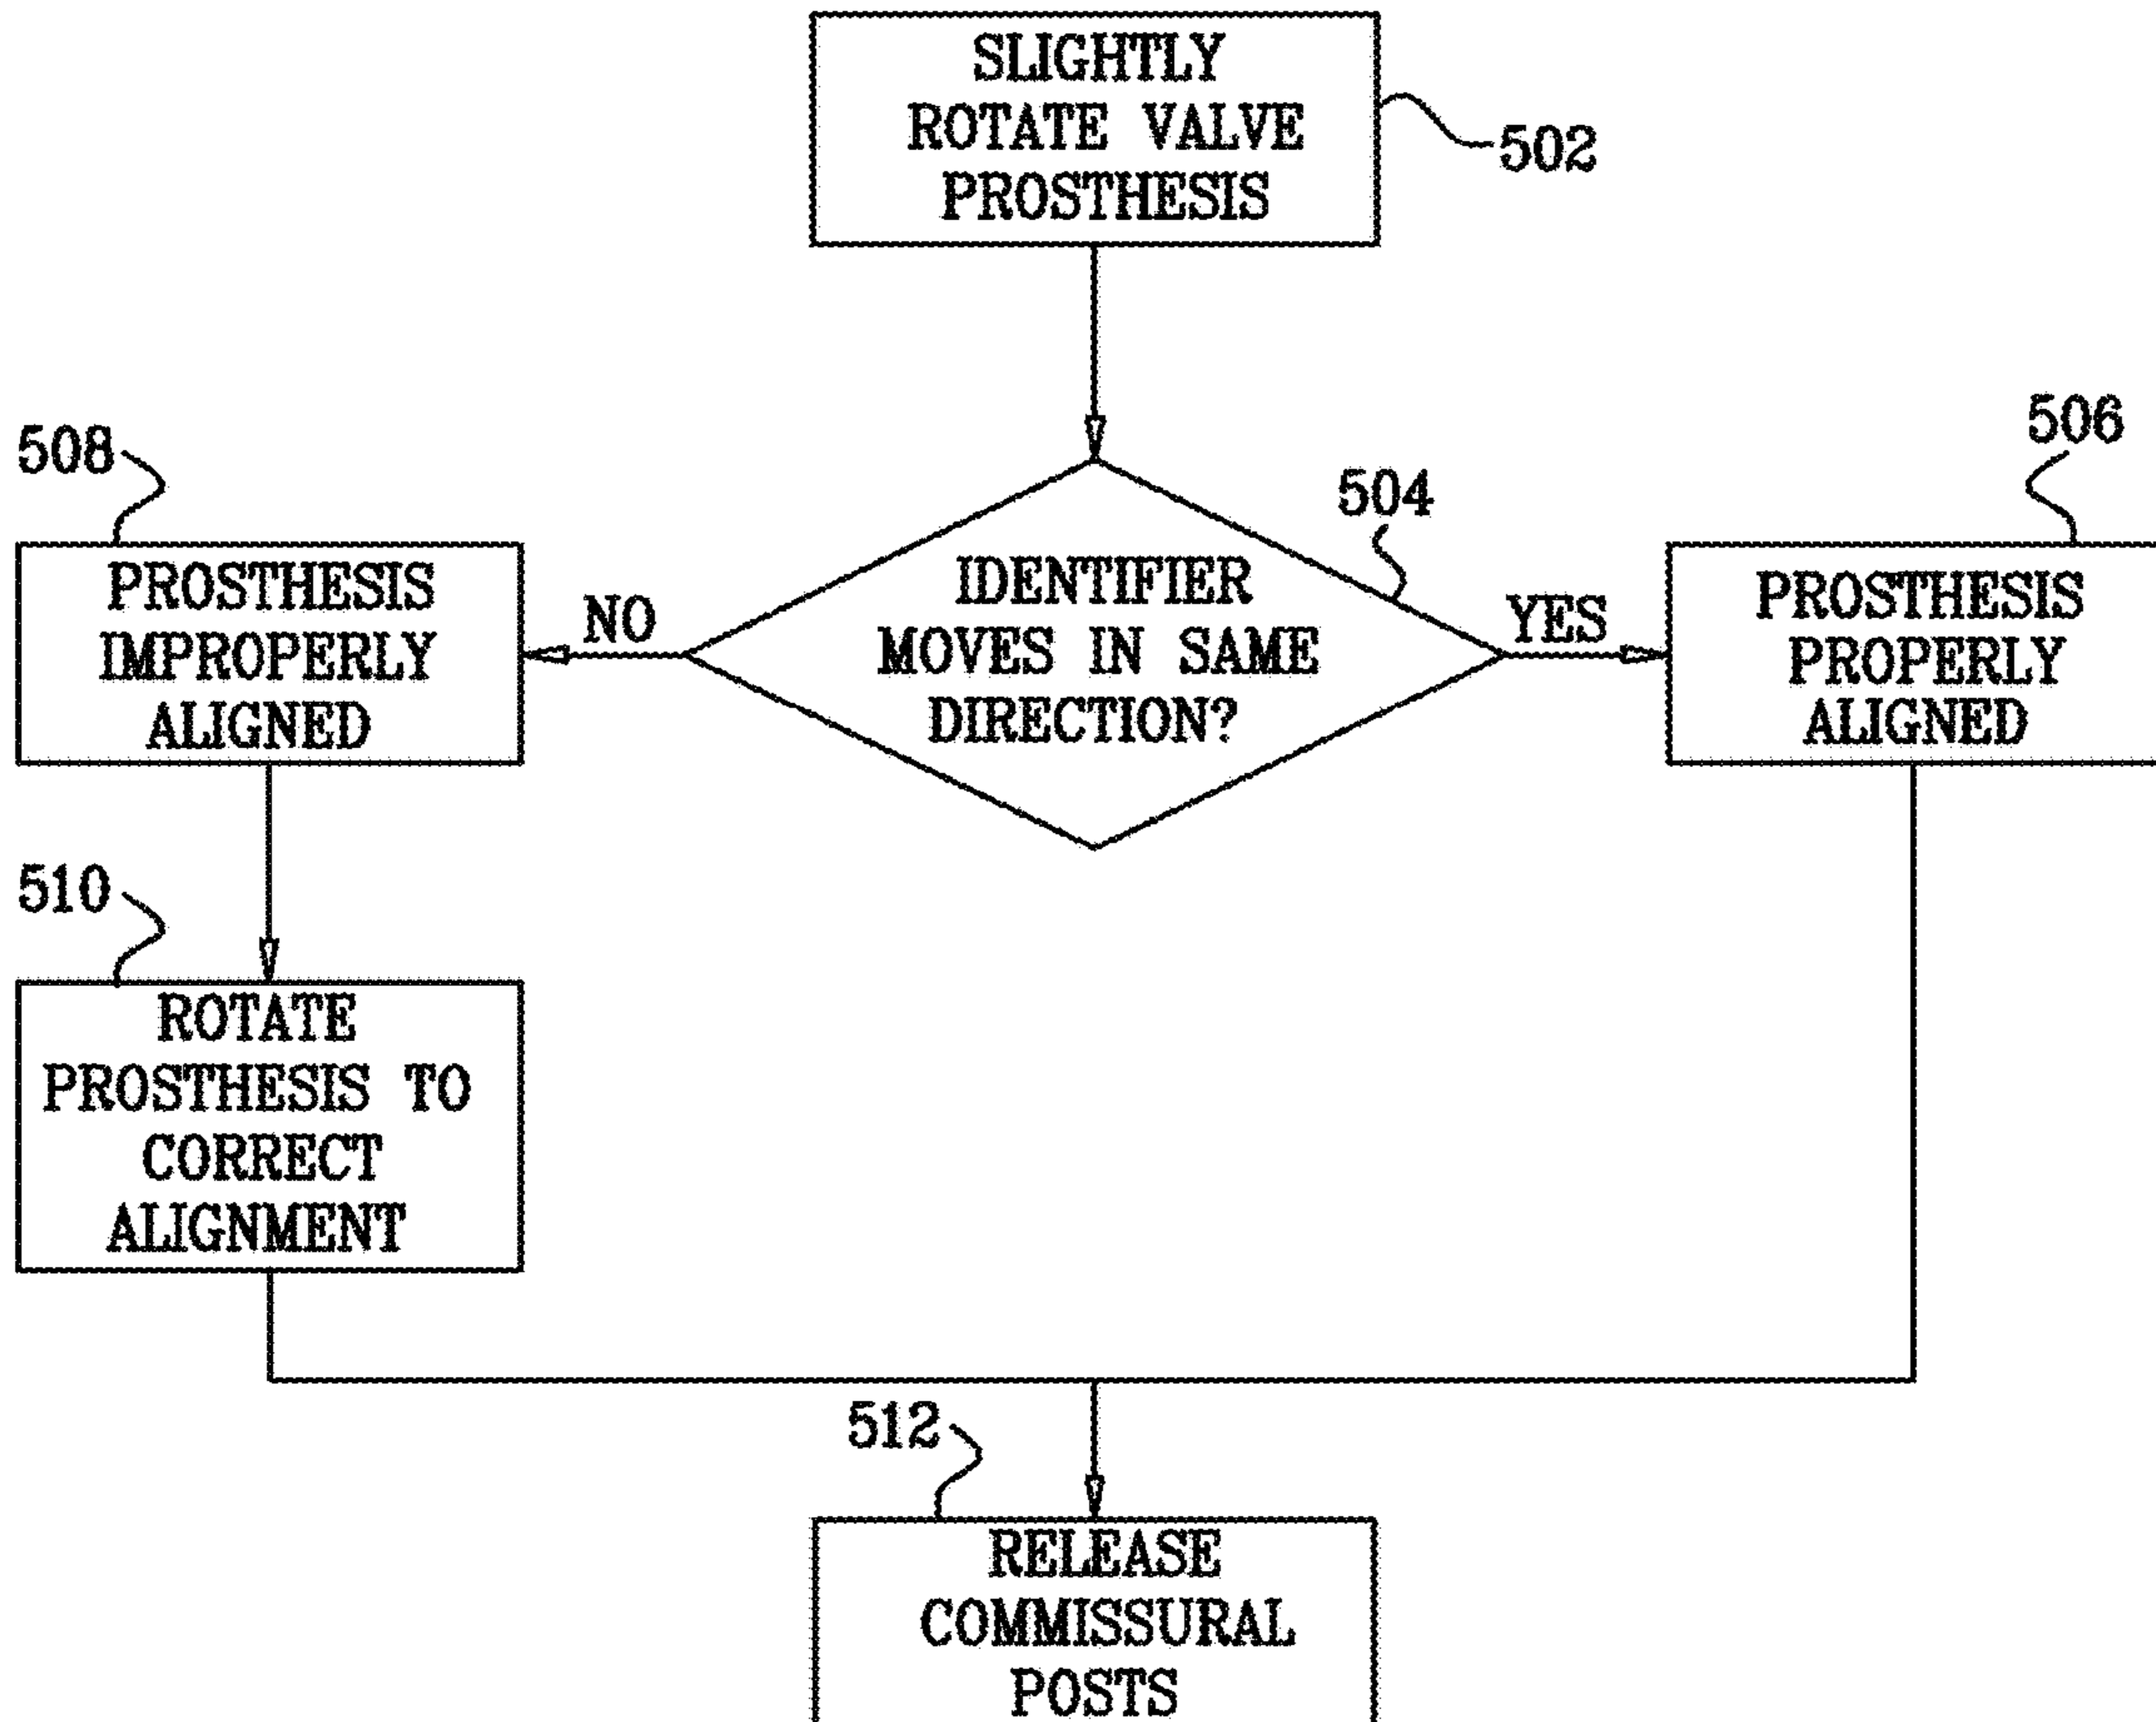 SLIGHTLY
ROTATE VALVE
PROSTHESIS
502
508
506
504
PROSTHESIS
IMPROPERLY
ALIGNED
NO
IDENTIFIER
MOVES IN SAME
DIRECTION?
YES
PROSTHESIS
PROPERLY
ALIGNED
510
ROTATE
PROSTHESIS TO
CORRECT
ALIGNMENT
512
RELEASE
COMMISSURAL
POSTS